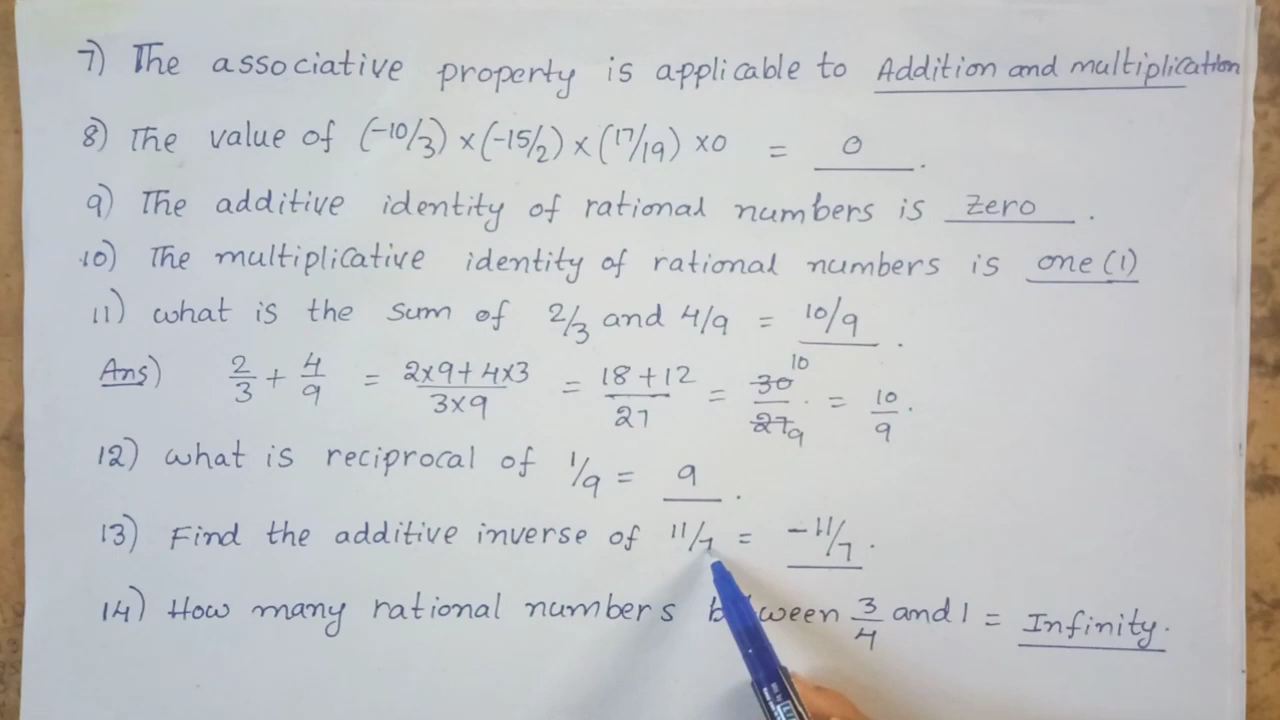 7) The associative property is applicable to Addition and multiplication
8) The value of (-10/3) x (-15/2) x (17/19) x0 = 0.
9) The additive identity of rational numbers is Zero.
10) The multiplicative identity of rational numbers is one (1)
11) what is the sum of 2/3 and 4/9 = 10/9.
Ans) 2/3 + 4/9 = 2x9+4x3/3x9 = 18+12/27 = 30/27 10/9 = 10/9.
12) what is reciprocal of 1/9 = 9.
13) Find the additive inverse of 11/7 = -11/7.
14) How many rational numbers between 3/4 and 1 = Infinity.